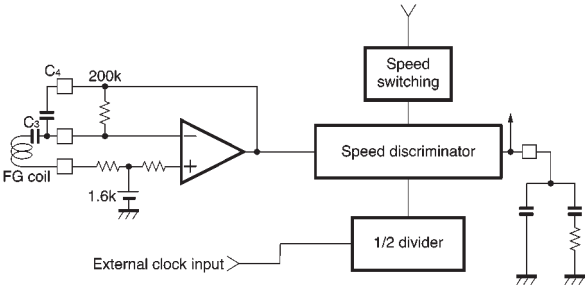 C4
200k
Speed
switching
C3
−
+
Speed discriminator
FG coil
1.6k
1/2 divider
External clock input